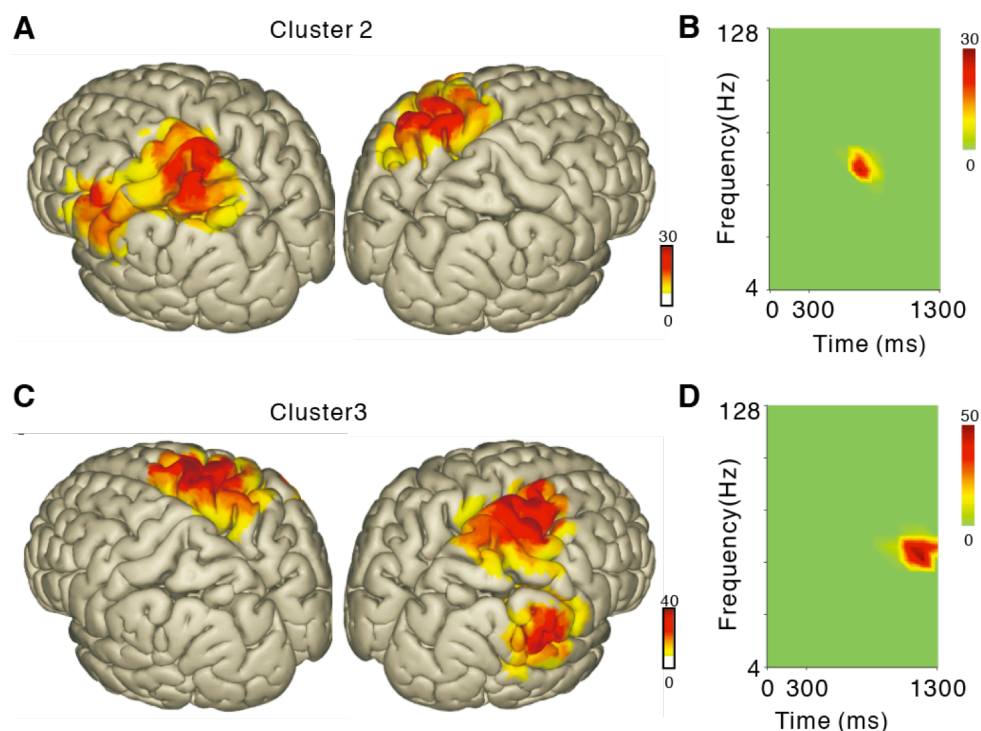 A
Cluster 2
30
0
B
128
Frequency(Hz)
4
0 300 1300
Time (ms)
30
0
C
Cluster3
40
0
D
128
Frequency(Hz)
4
0 300 1300
Time (ms)
50
0